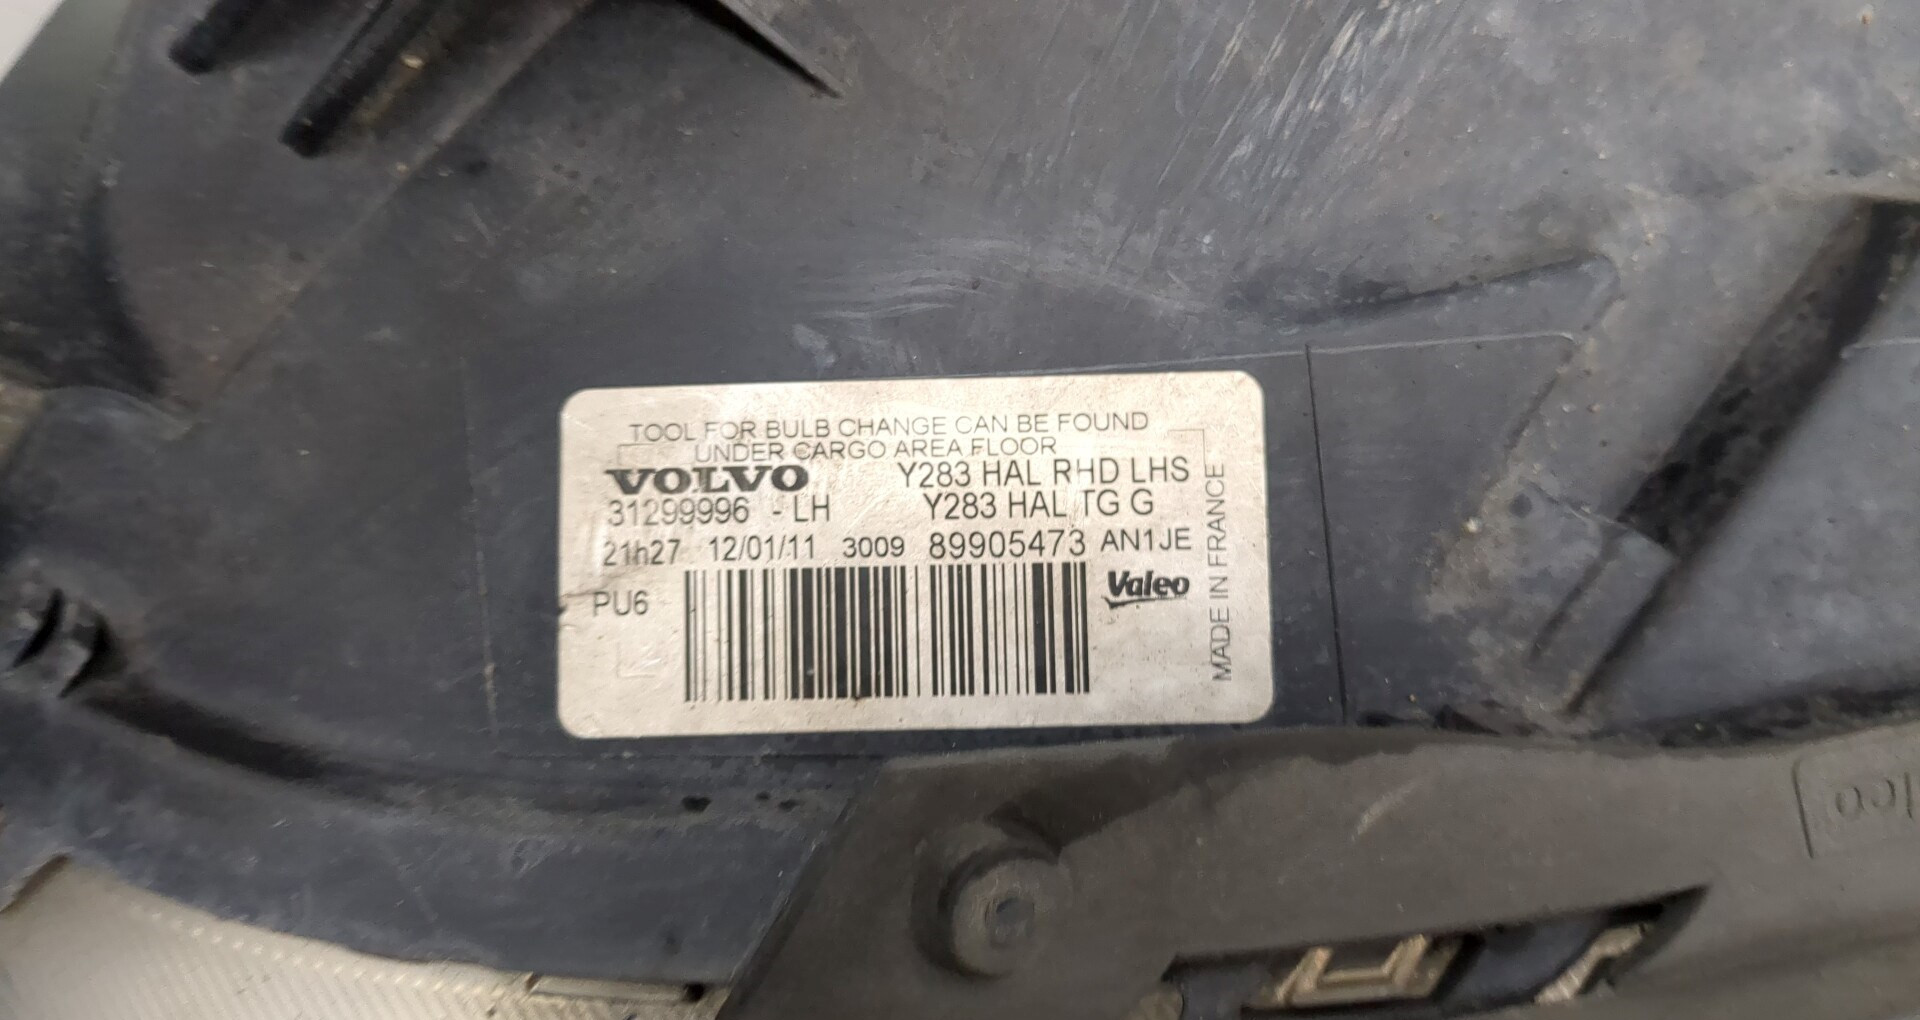 TOOL FOR BULB CHANGE CAN BE FOUND
UNDER CARGO AREA FLOOR
VOLVO Y283 HAL RHD LHS
31299996 - LH Y283 HAL TG G
21h27 12/01/11 3009 89905473 AN1JE
PU6 Valeo
MADE IN FRANCE